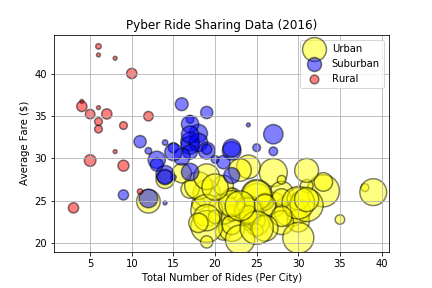 Pyber Ride Sharing Data (2016)
Urban
Suburban
Rural
Average Fare ($)
40
35
30
25
20
5 10 15 20 25 30 35 40
Total Number of Rides (Per City)